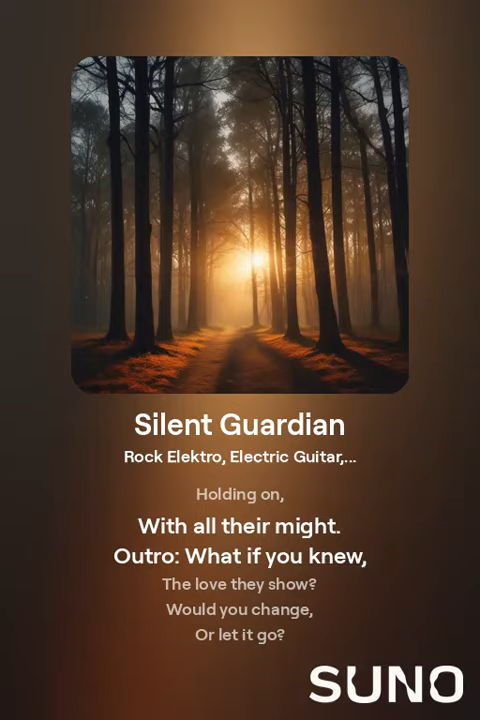 Silent Guardian
Rock Elektro, Electric Guitar,...
Holding on,
With all their might.
Outro: What if you knew,
The love they show?
Would you change,
Or let it go?
SUNO